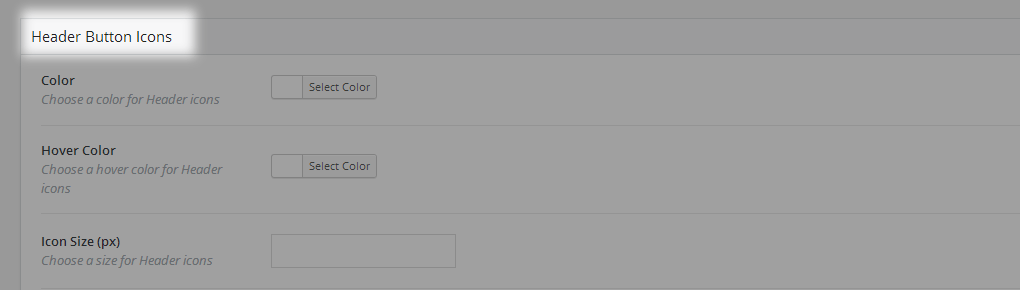 Header Button Icons
Color
Choose a color for Header icons
Select Color
Hover Color
Choose a hover color for Header
icons
Select Color
Icon Size (px)
Choose a size for Header icons